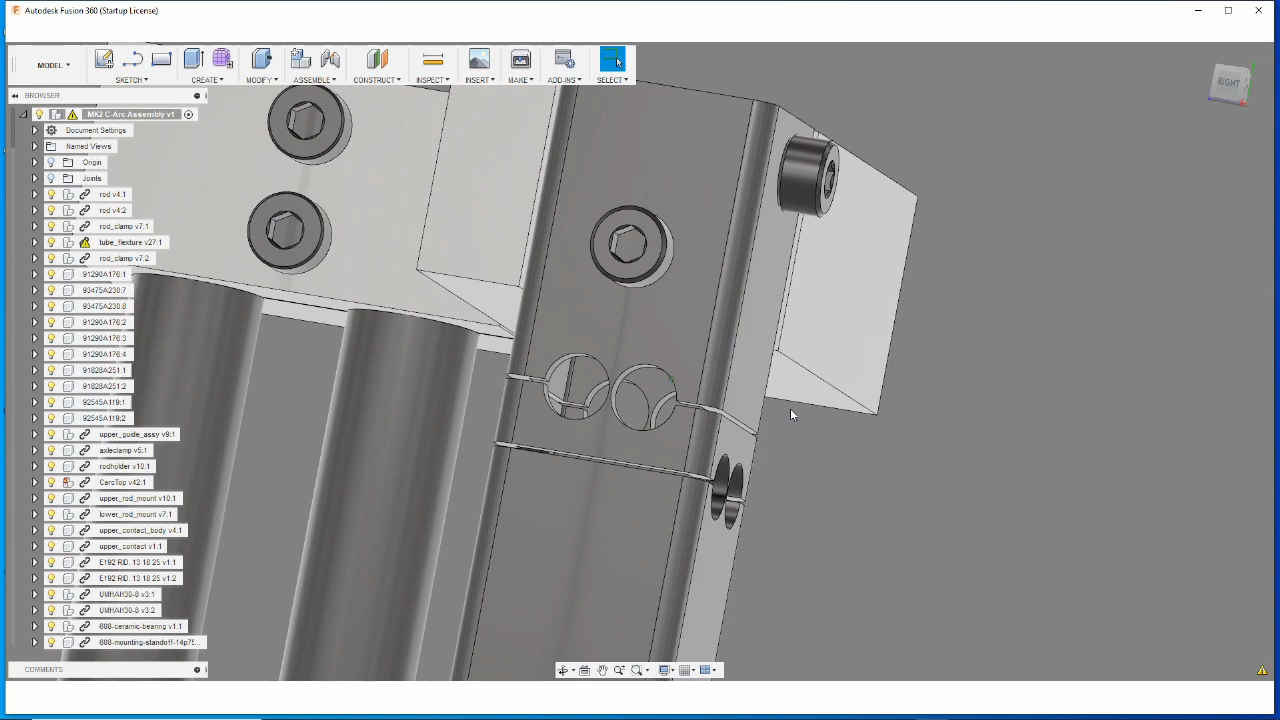 Autodesk Fusion 360 (Startup License)
MODEL
SKETCH
CREATE
MODIFY
ASSEMBLE
CONSTRUCT
INSPECT
INSERT
MAKE
ADD-INS
SELECT
RIGHT
BROWSER
MK2 C-Arc Assembly v1
Document Settings
Named Views
Origin
Joints
rod v4:1
rod v4:2
rod_clamp v7:1
tube_flexture v27:1
rod_clamp v7:2
91290A176:1
93475A230:7
93475A230:8
91290A176:2
91290A176:3
91290A176:4
91828A251:1
91828A251:2
92545A119:1
92545A119:2
upper_guide_assy v9:1
axleclamp v5:1
rodholder v10:1
CarcTop v42:1
upper_rod_mount v10:1
lower_rod_mount v7:1
upper_contact_body v4:1
upper_contact v1:1
E192 RID. 13 18 25 v1:1
E192 RID. 13 18 25 v1:2
UMHAH30-8 v3:1
UMHAH30-8 v3:2
608-ceramic-bearing v1:1
608-mounting-standoff-14p75...
COMMENTS